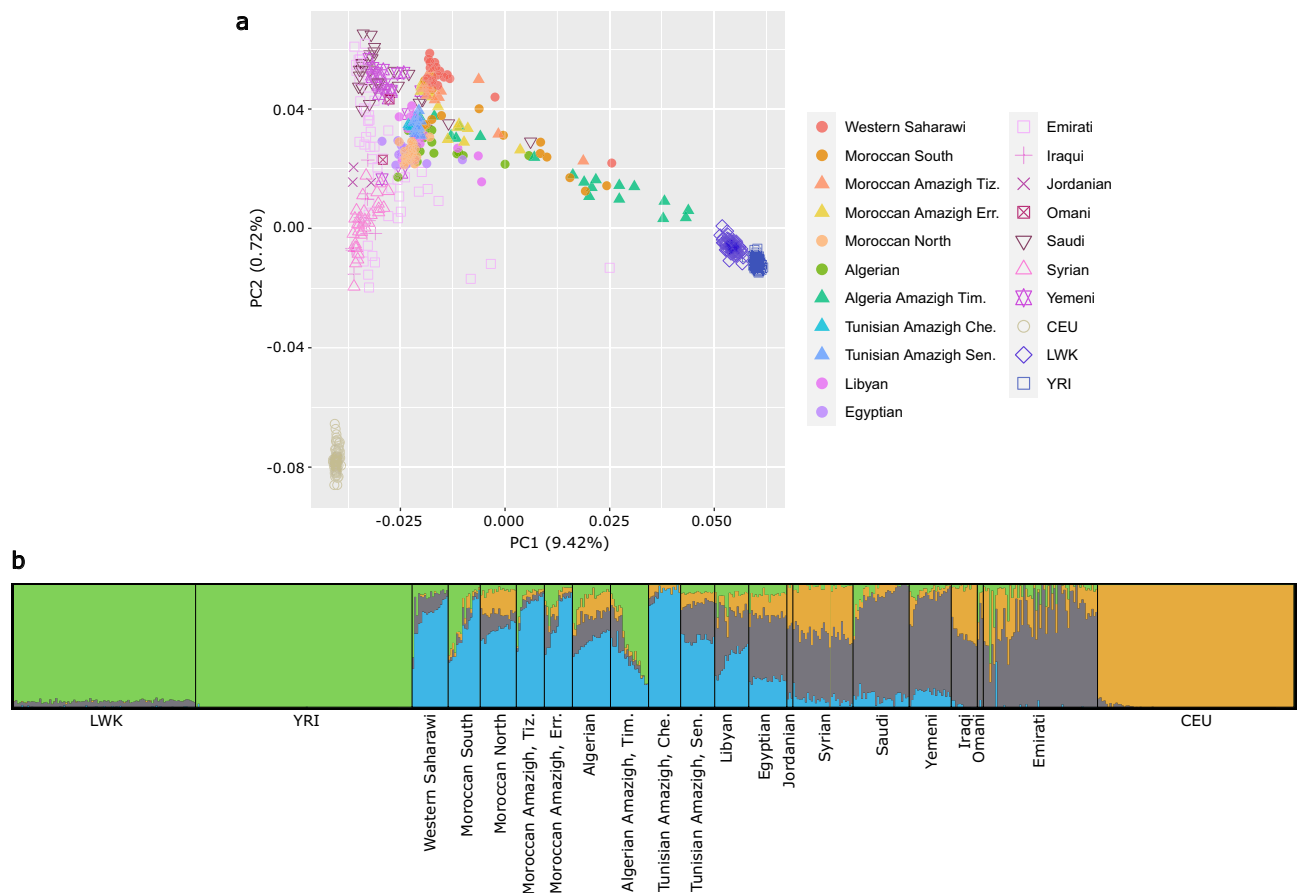 a
0.04
0.00
-0.04
-0.08
PC2 (0.72%)
-0.025
0.000
0.025
0.050
PC1 (9.42%)
Western Saharawi
Moroccan South
Moroccan Amazigh Tiz.
Moroccan Amazigh Err.
Moroccan North
Algerian
Algeria Amazigh Tim.
Tunisian Amazigh Che.
Tunisian Amazigh Sen.
Libyan
Egyptian
Emirati
Iraqui
Jordanian
Omani
Saudi
Syrian
Yemeni
CEU
LWK
YRI
b
LWK
YRI
Western Saharawi
Moroccan South
Moroccan North
Moroccan Amazigh, Tiz.
Moroccan Amazigh, Err.
Algerian
Algerian Amazigh, Tim.
Tunisian Amazigh, Che.
Tunisian Amazigh, Sen.
Libyan
Egyptian
Jordanian
Syrian
Saudi
Yemeni
Iraqi
Omani
Emirati
CEU